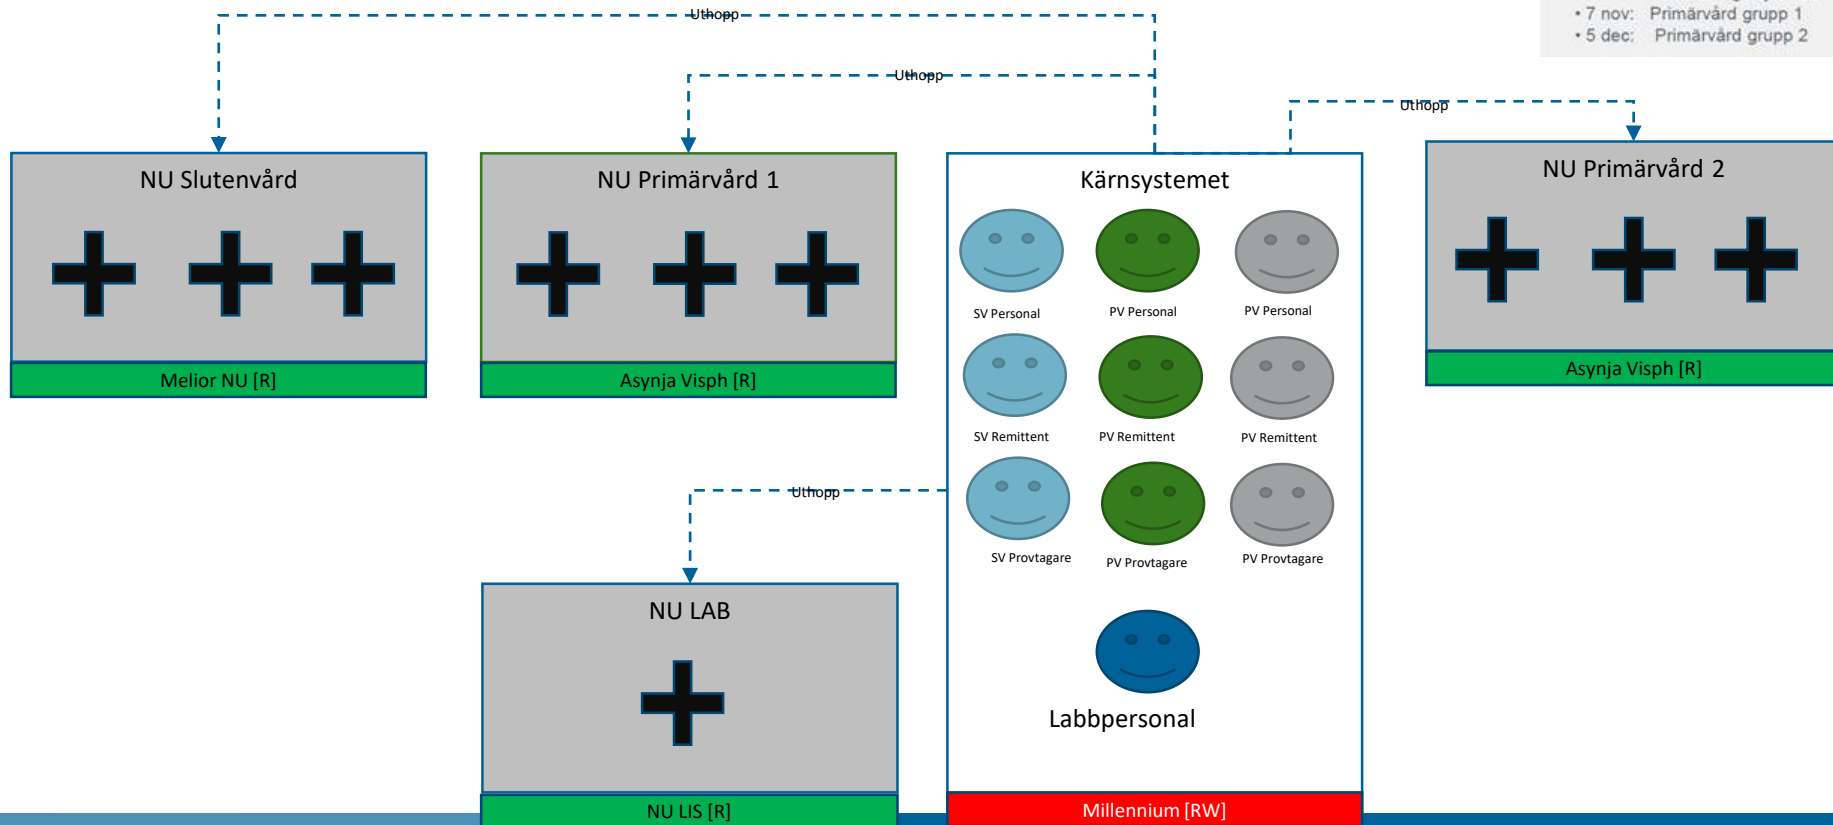 Uthopp
• 7 nov: Primärvård grupp 1
• 5 dec: Primärvård grupp 2
Uthopp
Uthopp
NU Slutenvård
NU Primärvård 1
Kärnsystemet
NU Primärvård 2
SV Personal
PV Personal
PV Personal
Melior NU [R]
Asynja Visph [R]
Asynja Visph [R]
SV Remittent
PV Remittent
PV Remittent
Uthopp
SV Provtagare
PV Provtagare
PV Provtagare
NU LAB
Labbpersonal
NU LIS [R]
Millennium [RW]